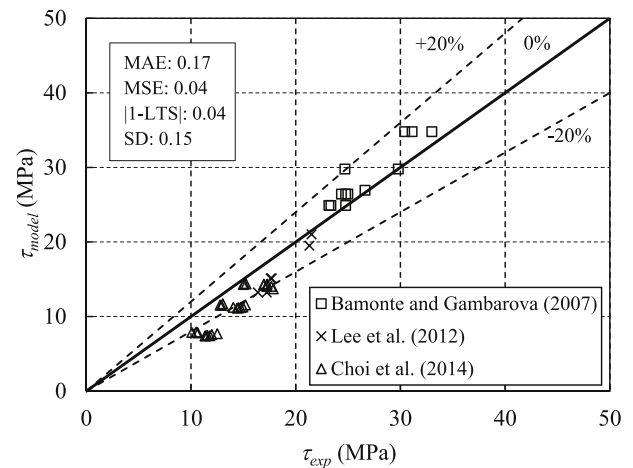 50
40
30
20
10
0
τmodel (MPa)
MAE: 0.17
MSE: 0.04
|1-LTS|: 0.04
SD: 0.15
+20%
0%
-20%
Bamonte and Gambarova (2007)
Lee et al. (2012)
Choi et al. (2014)
0 10 20 30 40 50
τexp (MPa)